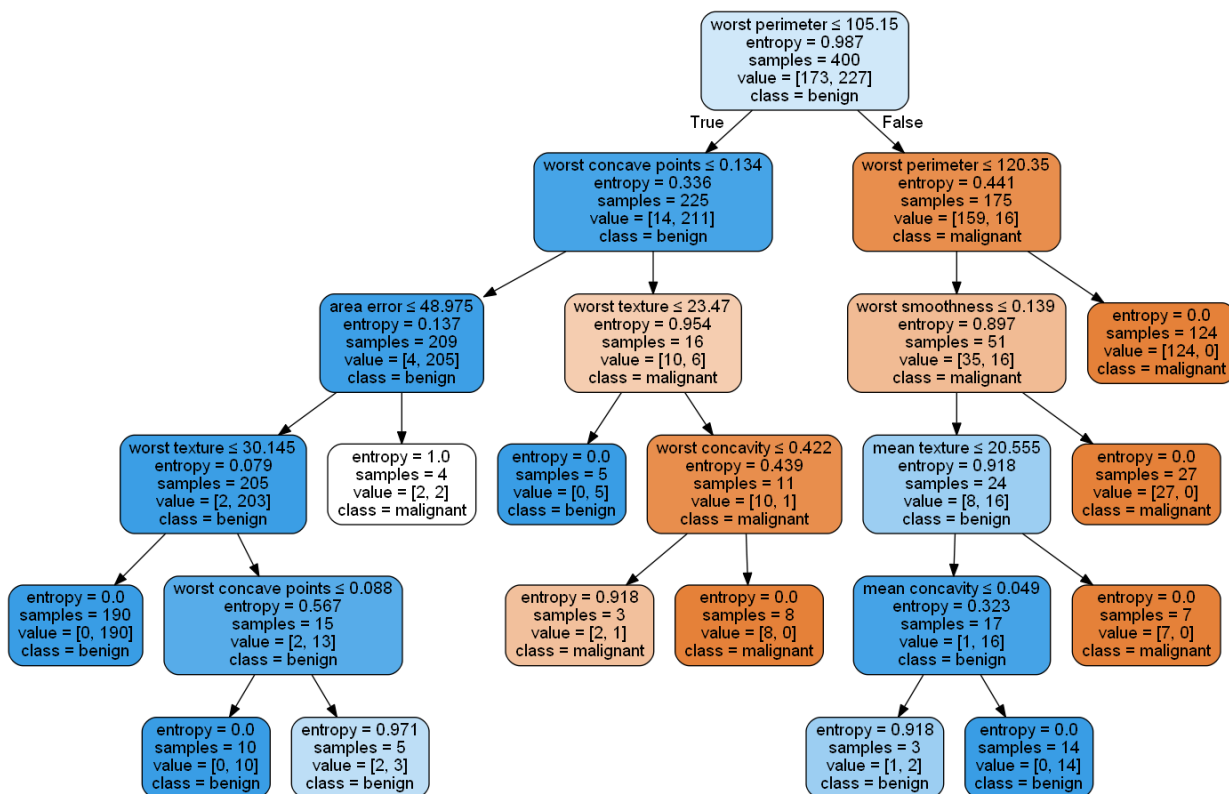 worst perimeter ≤ 105.15
entropy = 0.987
samples = 400
value = [173, 227]
class = benign
True
False
worst concave points ≤ 0.134
entropy = 0.336
samples = 225
value = [14, 211]
class = benign
worst perimeter ≤ 120.35
entropy = 0.441
samples = 175
value = [159, 16]
class = malignant
area error ≤ 48.975
entropy = 0.137
samples = 209
value = [4, 205]
class = benign
worst texture ≤ 23.47
entropy = 0.954
samples = 16
value = [10, 6]
class = malignant
worst smoothness ≤ 0.139
entropy = 0.897
samples = 51
value = [35, 16]
class = malignant
entropy = 0.0
samples = 124
value = [124, 0]
class = malignant
worst texture ≤ 30.145
entropy = 0.079
samples = 205
value = [2, 203]
class = benign
entropy = 1.0
samples = 4
value = [2, 2]
class = malignant
entropy = 0.0
samples = 5
value = [0, 5]
class = benign
worst concavity ≤ 0.422
entropy = 0.439
samples = 11
value = [10, 1]
class = malignant
mean texture ≤ 20.555
entropy = 0.918
samples = 24
value = [8, 16]
class = benign
entropy = 0.0
samples = 27
value = [27, 0]
class = malignant
entropy = 0.0
samples = 190
value = [0, 190]
class = benign
worst concave points ≤ 0.088
entropy = 0.567
samples = 15
value = [2, 13]
class = benign
entropy = 0.918
samples = 3
value = [2, 1]
class = malignant
entropy = 0.0
samples = 8
value = [8, 0]
class = malignant
mean concavity ≤ 0.049
entropy = 0.323
samples = 17
value = [1, 16]
class = benign
entropy = 0.0
samples = 7
value = [7, 0]
class = malignant
entropy = 0.0
samples = 10
value = [0, 10]
class = benign
entropy = 0.971
samples = 5
value = [2, 3]
class = benign
entropy = 0.918
samples = 3
value = [1, 2]
class = benign
entropy = 0.0
samples = 14
value = [0, 14]
class = benign